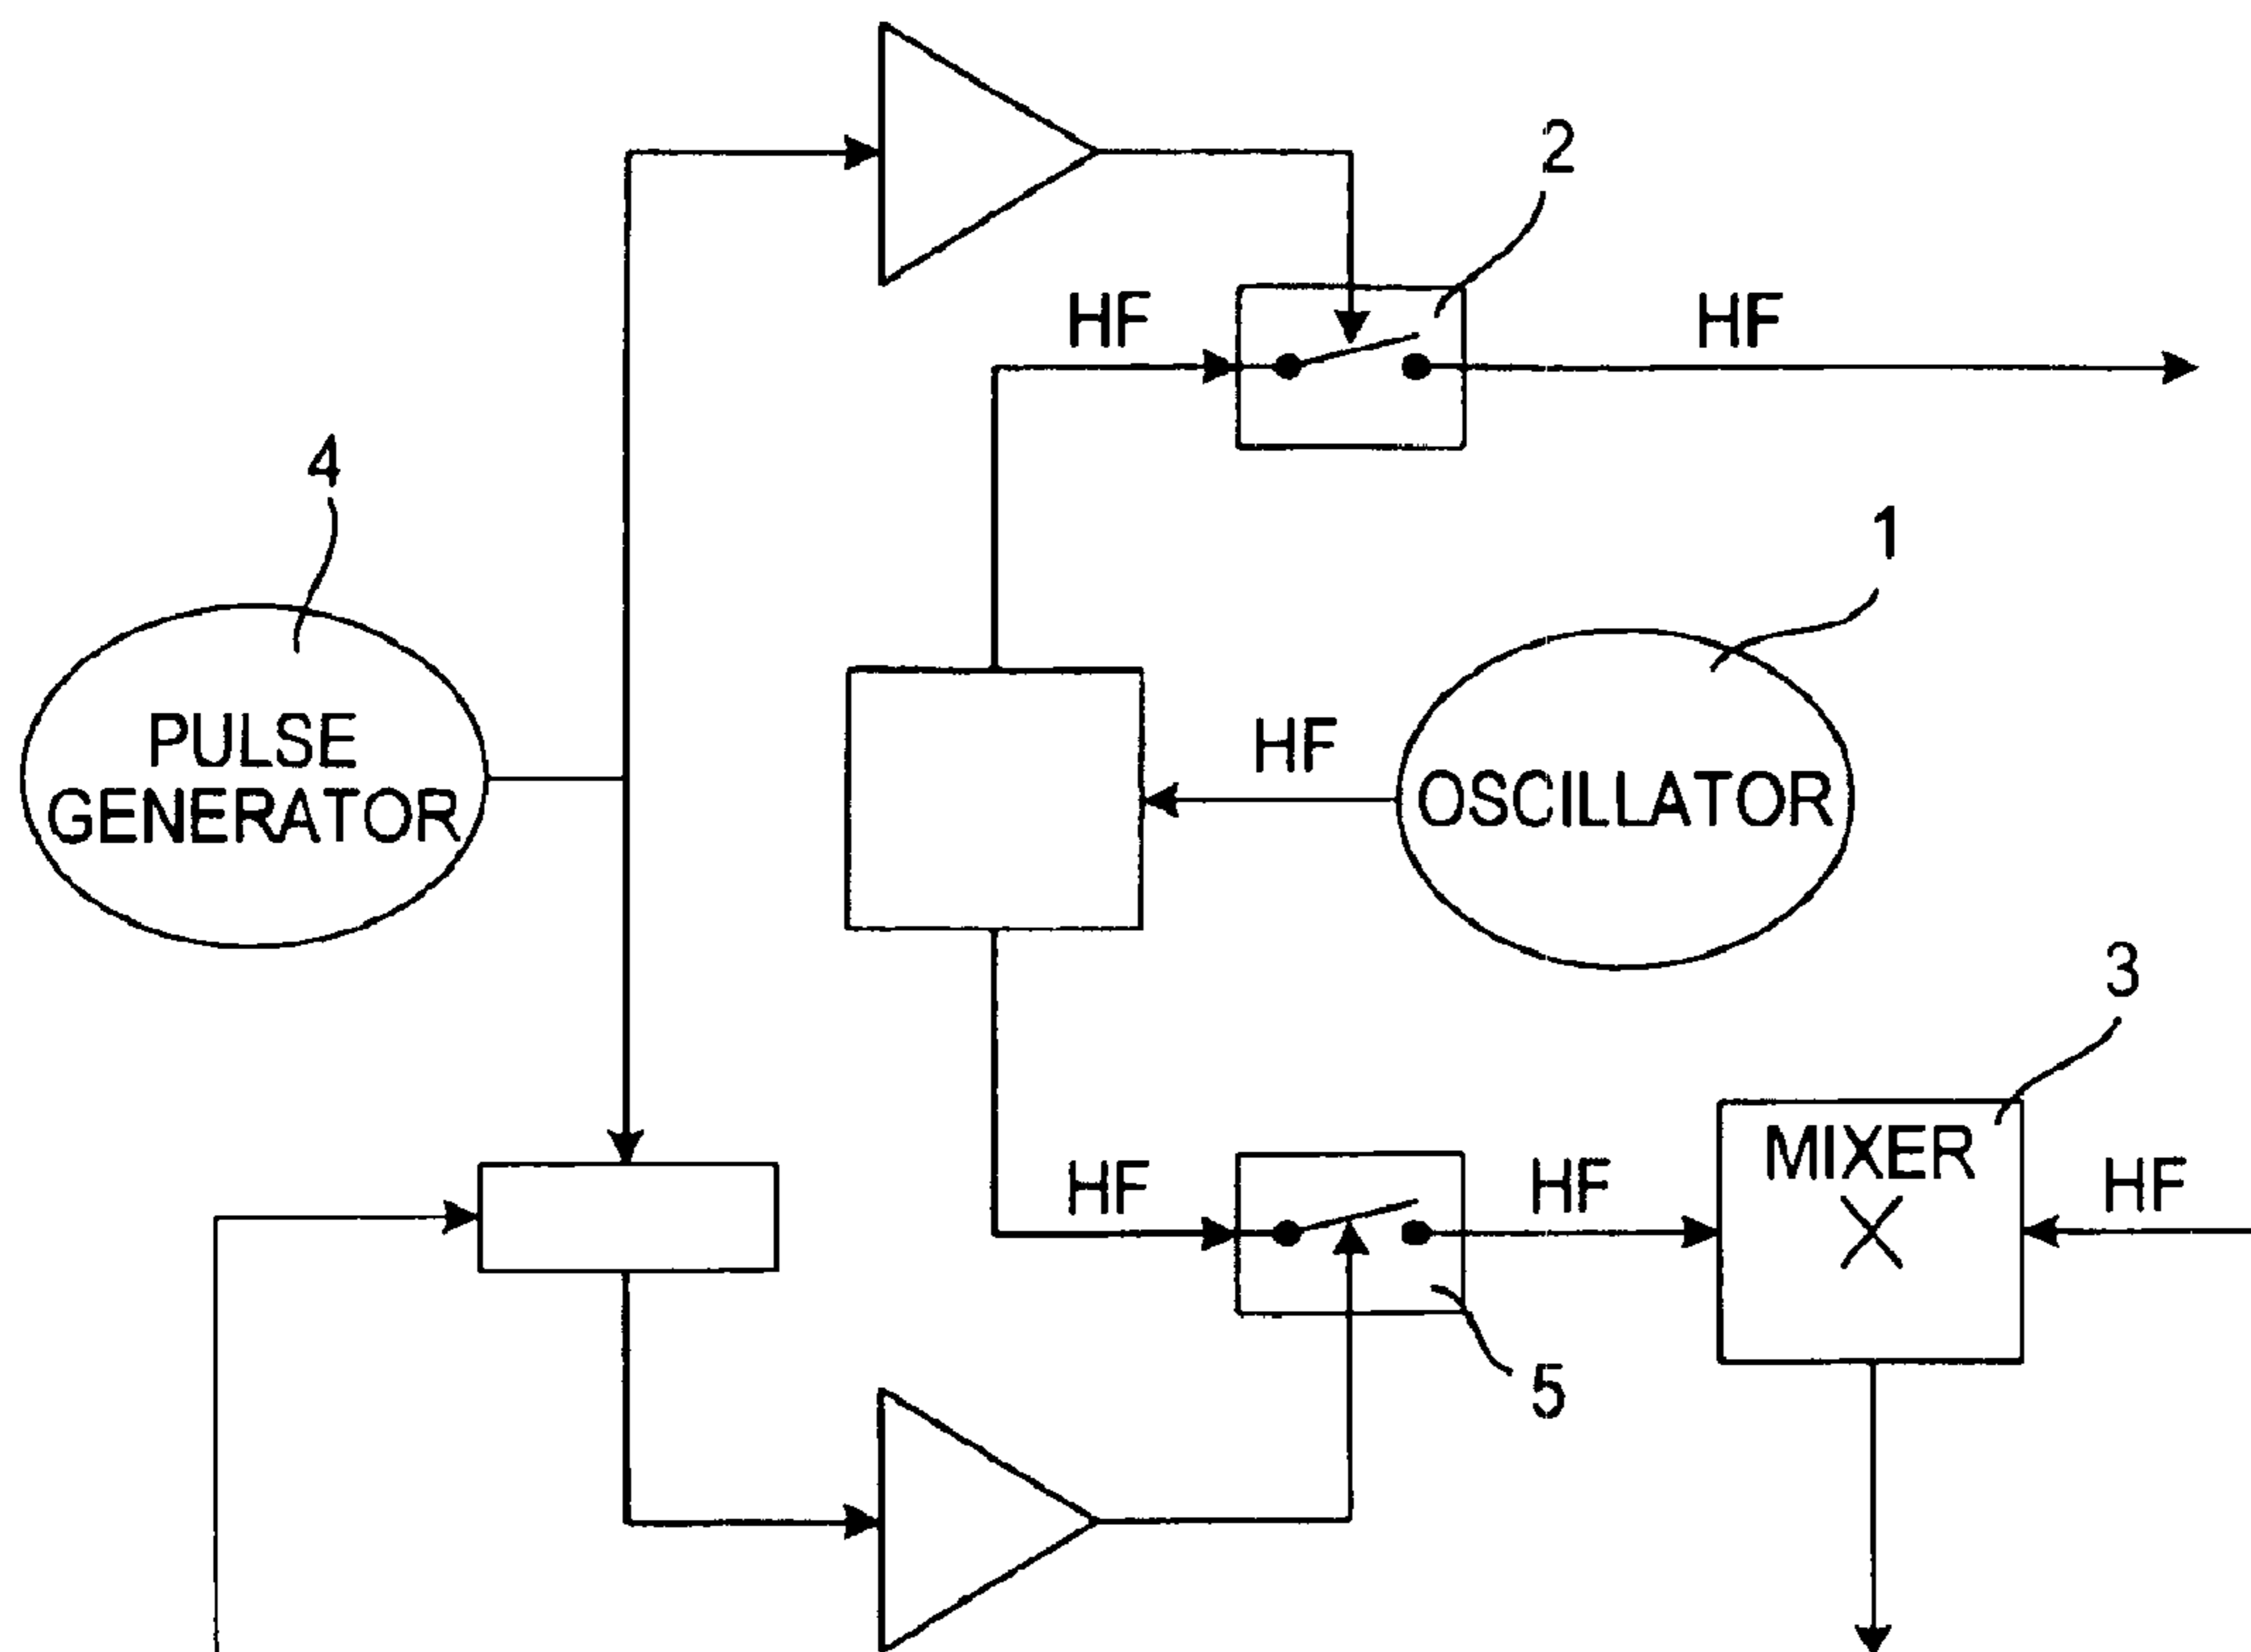 2
HF
HF
4
1
PULSE
GENERATOR
HF
OSCILLATOR
3
MIXER
HF
HF
HF
5